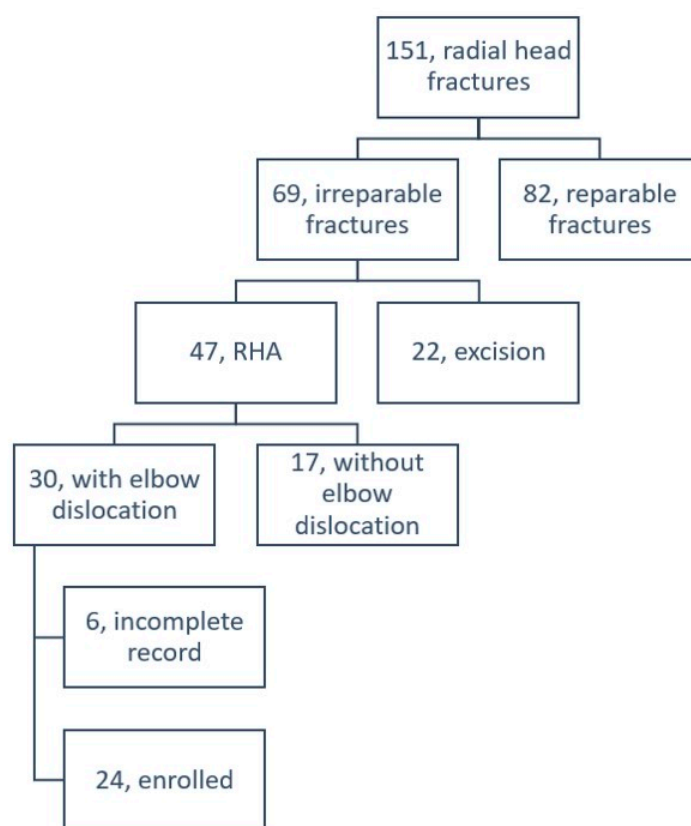 151, radial head
fractures
69, irreparable
fractures
82, reparable
fractures
47, RHA
22, excision
30, with elbow
dislocation
17, without
elbow
dislocation
6, incomplete
record
24, enrolled